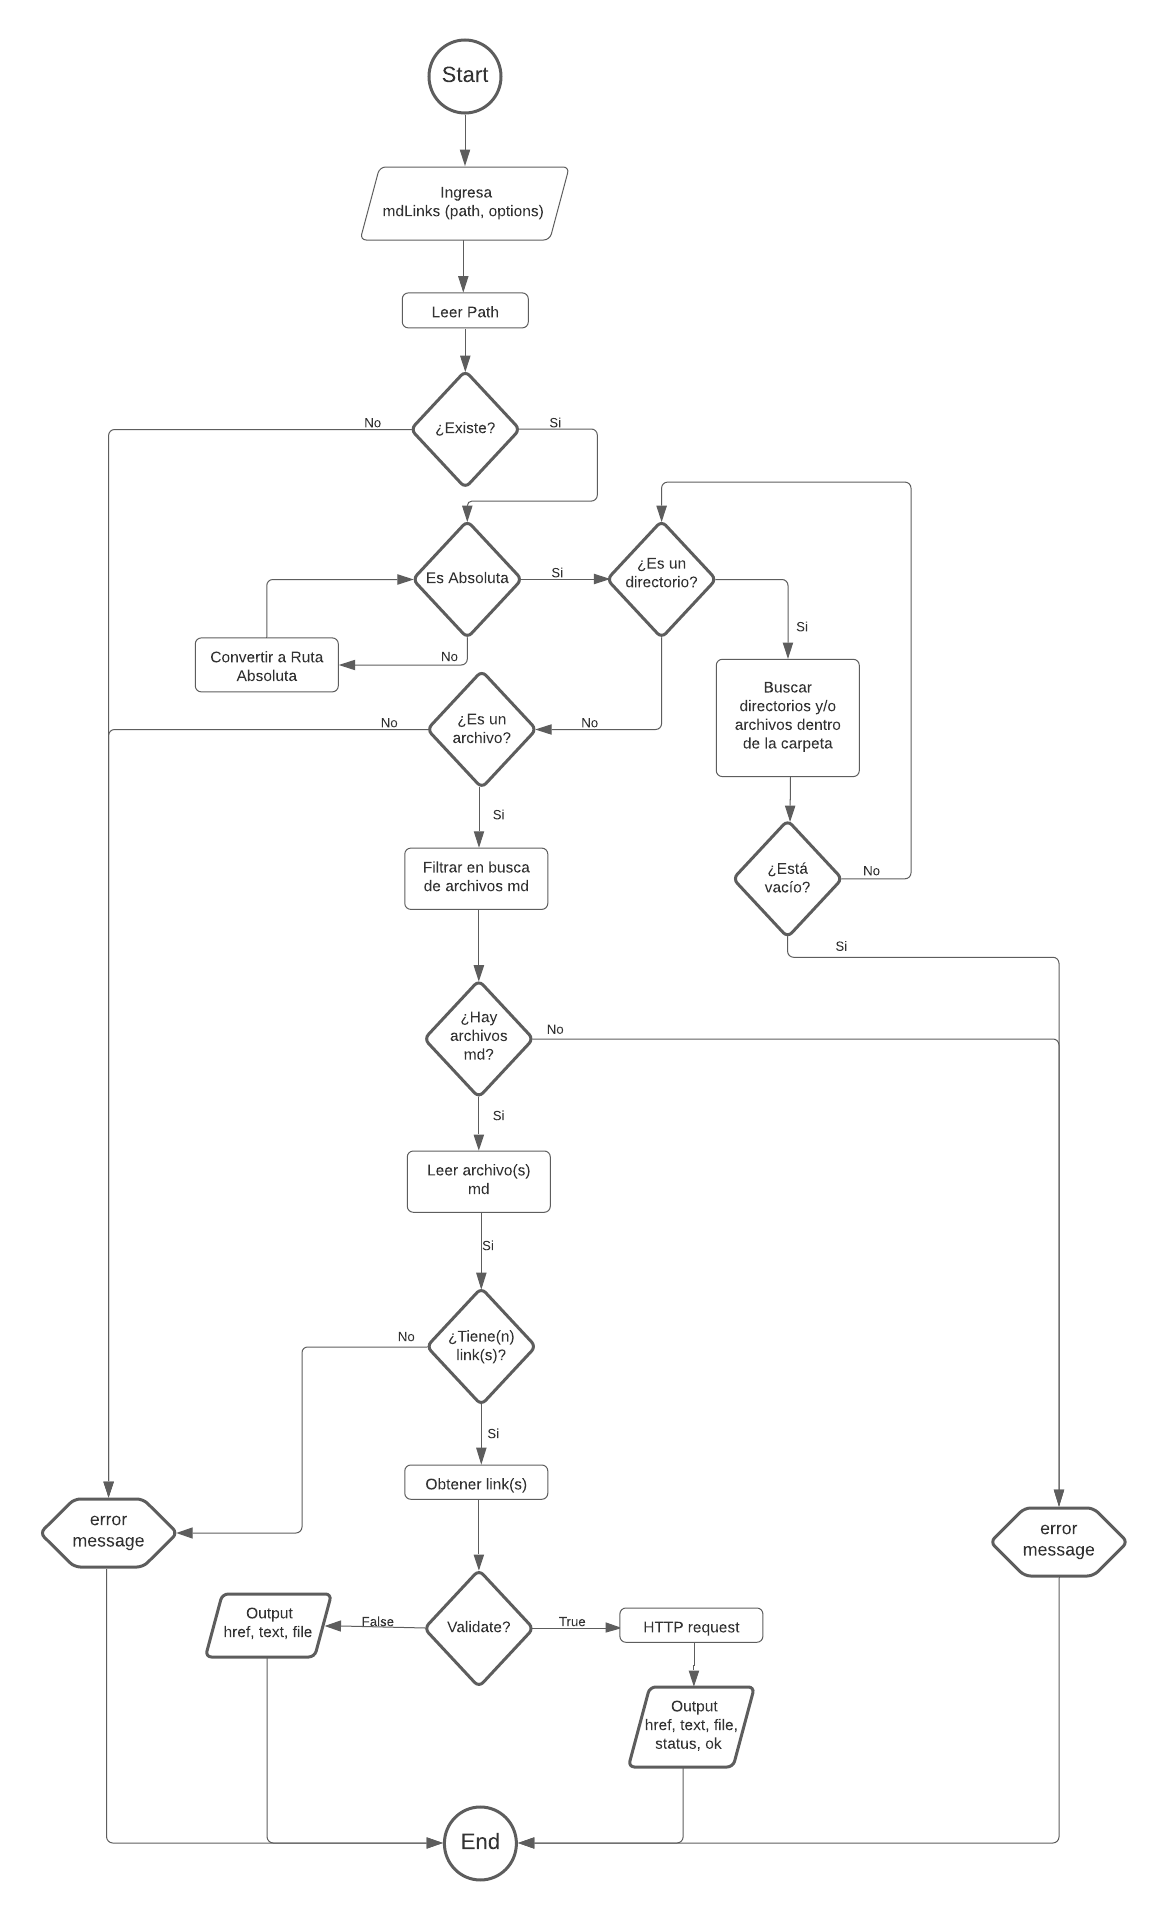 Start
Ingresa
mdLinks (path, options)
Leer Path
¿Existe?
No
Si
Es Absoluta
Si
¿Es un
directorio?
Si
No
Convertir a Ruta
Absoluta
¿Es un
archivo?
No
No
Buscar
directorios y/o
archivos dentro
de la carpeta
Si
Filtrar en busca
de archivos md
¿Está
vacío?
No
Si
¿Hay
archivos
md?
No
Si
Leer archivo(s)
md
Si
¿Tiene(n)
link(s)?
No
Si
Obtener link(s)
error
message
error
message
Validate?
False
True
Output
href, text, file
HTTP request
Output
href, text, file,
status, ok
End